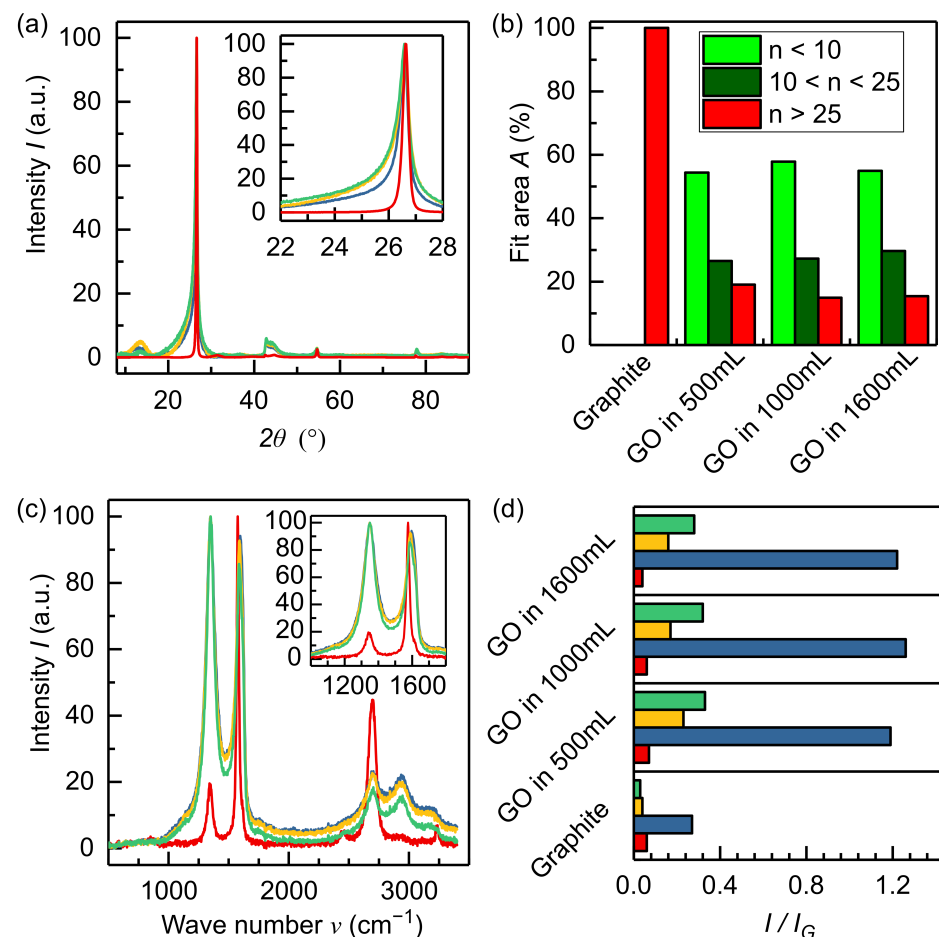 (a)
Intensity I (a.u.)
100
80
60
40
20
0
20
40
60
80
2θ (°)
100
80
60
40
20
0
22
24
26
28
(b)
Fit area A (%)
100
80
60
40
20
0
n < 10
10 < n < 25
n > 25
Graphite
GO in 500mL
GO in 1000mL
GO in 1600mL
(c)
Intensity I (a.u.)
100
80
60
40
20
0
1000
2000
3000
Wave number ν (cm⁻¹)
100
80
60
40
20
0
1200
1600
(d)
GO in 1600mL
GO in 1000mL
GO in 500mL
Graphite
0.0
0.4
0.8
1.2
I / I_G